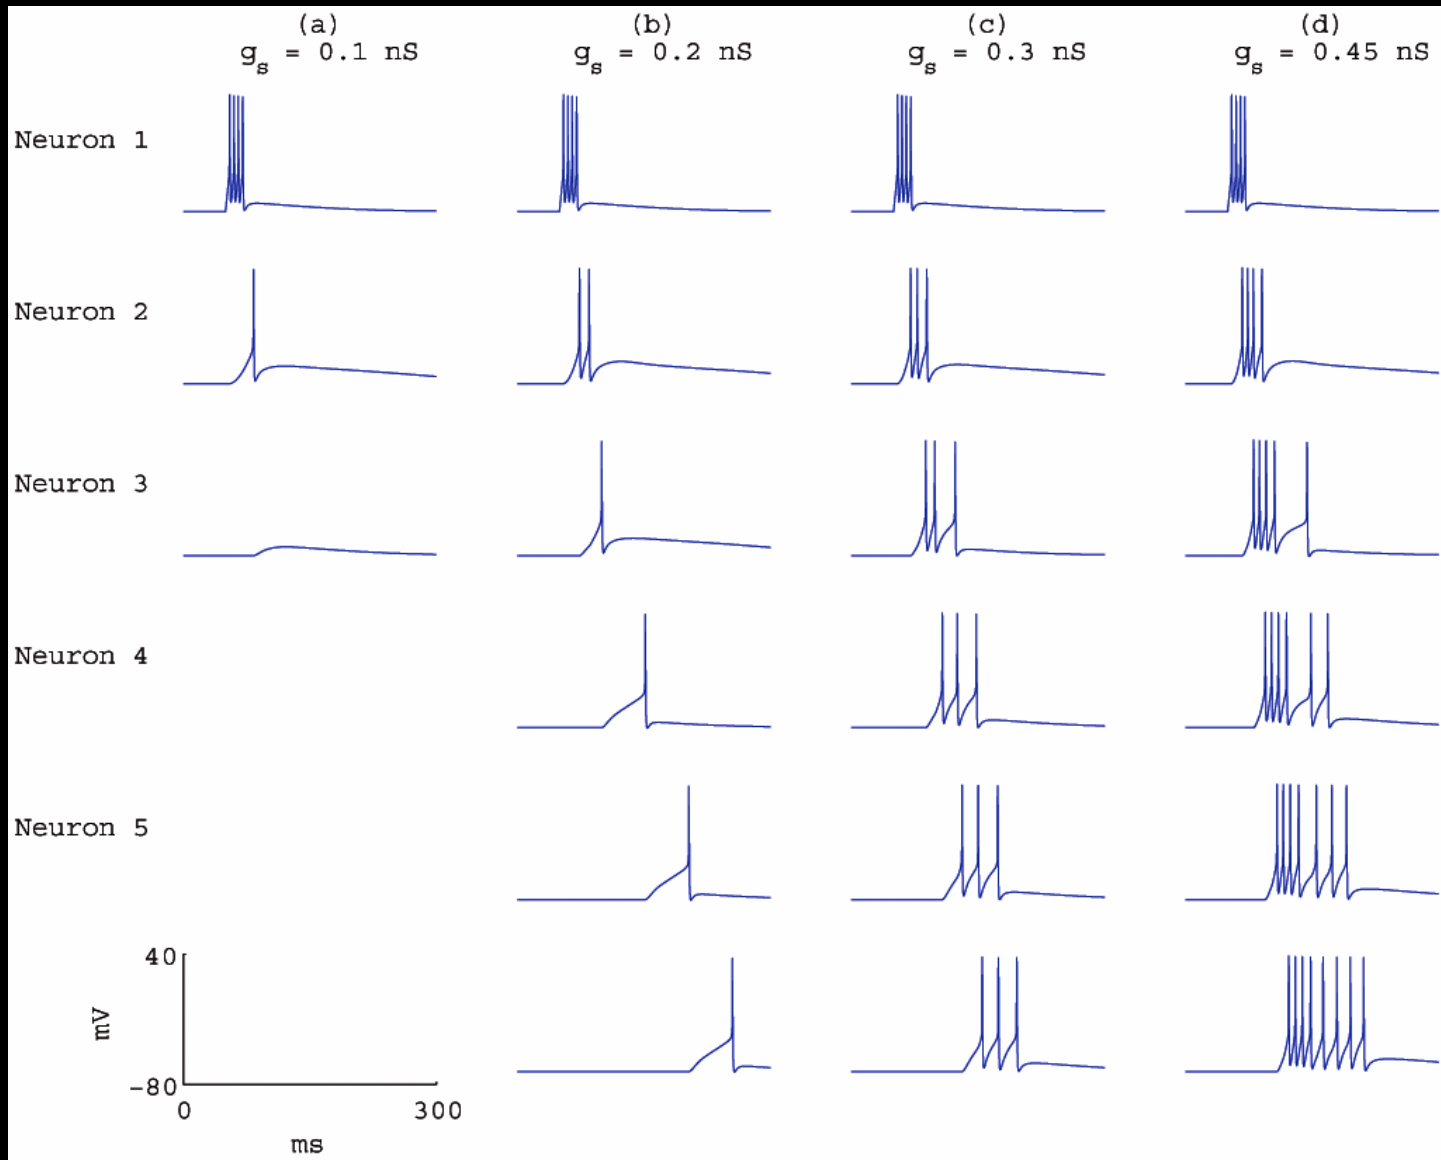 (a) (b) (c) (d)
g_s = 0.1 nS g_s = 0.2 nS g_s = 0.3 nS g_s = 0.45 nS
Neuron 1
Neuron 2
Neuron 3
Neuron 4
Neuron 5
40
mV
-80
0 300
ms